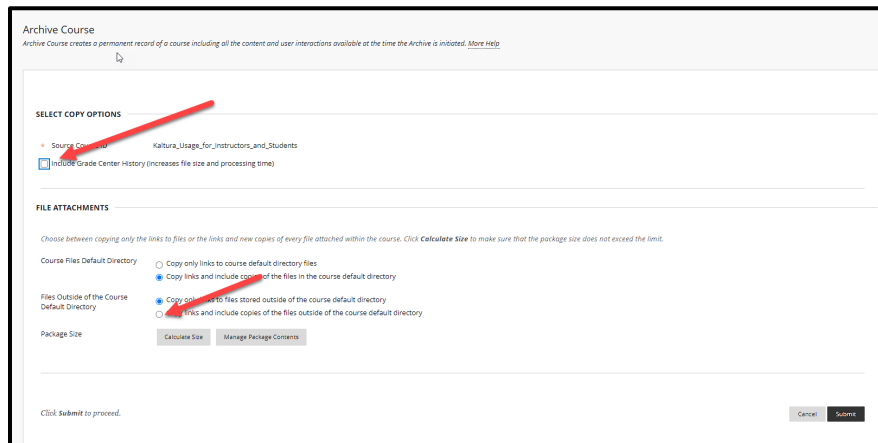 Archive Course
Archive Course creates a permanent record of a course including all the content and user interactions available at the time the Archive is initiated. More Help
SELECT COPY OPTIONS
* Source Cour ID Kaltura_Usage_for_Instructors_and_Students
Include Grade Center History (increases file size and processing time)
FILE ATTACHMENTS
Choose between copying only the links to files or the links and new copies of every file attached within the course. Click Calculate Size to make sure that the package size does not exceed the limit.
Course Files Default Directory
Copy only links to course default directory files
Copy links and include copies of the files in the course default directory
Files Outside of the Course Default Directory
Copy only links to files stored outside of the course default directory
links and include copies of the files outside of the course default directory
Package Size
Calculate Size Manage Package Contents
Click Submit to proceed.
Cancel Submit